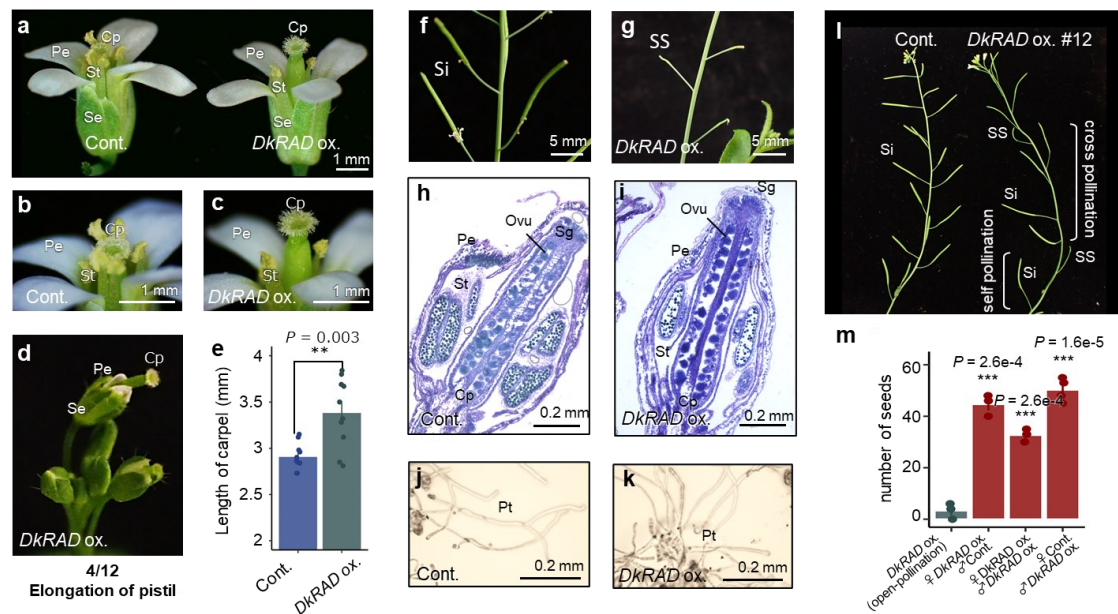 a
Cp
Pe
St
Se
Cont.
DkRAD ox.
1 mm
b
Cp
Pe
St
Cont.
1 mm
c
Cp
Pe
St
DkRAD ox.
1 mm
d
Pe
Cp
Se
DkRAD ox.
4/12
Elongation of pistil
e
P = 0.003
**
Length of carpel (mm)
4
3.5
3
2.5
2
Cont.
DkRAD ox.
f
Si
5 mm
g
SS
DkRAD ox.
5 mm
h
Ovu
Sg
Pe
St
Cp
Cont.
0.2 mm
i
Sg
Ovu
Pe
St
Cp
DkRAD ox.
0.2 mm
j
Pt
Cont.
0.2 mm
k
Pt
DkRAD ox.
0.2 mm
l
Cont.
DkRAD ox. #12
Si
SS
Si
SS
Si
cross pollination
self pollination
m
P = 1.6e-5
P = 2.6e-4
***
***
P = 2.6e-4
***
number of seeds
60
40
20
0
DkRAD ox.
(open-pollination)
♀ DkRAD ox.
♂ Cont.
♀ DkRAD ox.
♂ DkRAD ox.
♀ Cont.
♂ DkRAD ox.